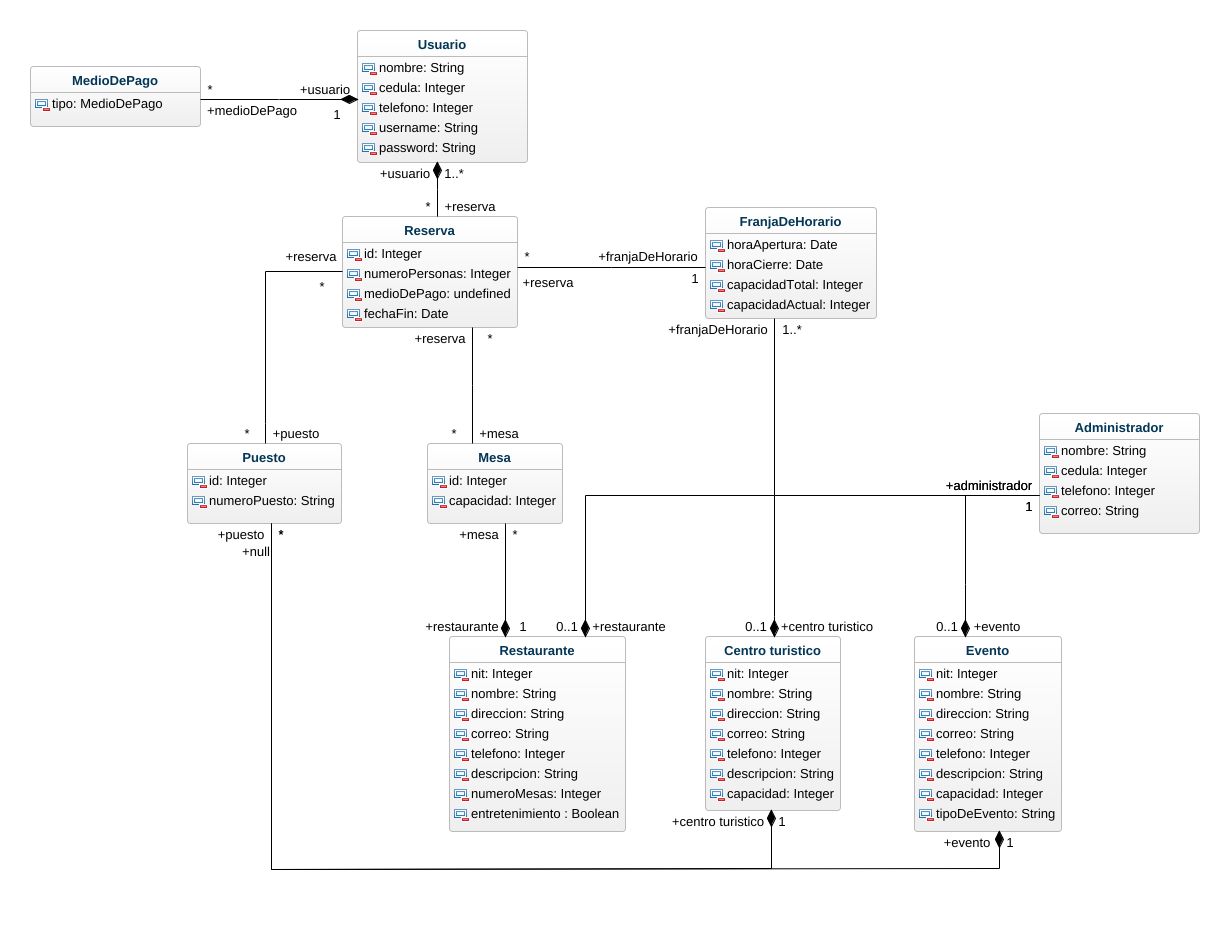 Usuario
nombre: String
cedula: Integer
telefono: Integer
username: String
password: String
MedioDePago
tipo: MedioDePago
*
+medioDePago
+usuario
1
+usuario
1..*
*
+reserva
Reserva
id: Integer
numeroPersonas: Integer
medioDePago: undefined
fechaFin: Date
+reserva
*
*
+reserva
+franjaDeHorario
1
FranjaDeHorario
horaApertura: Date
horaCierre: Date
capacidadTotal: Integer
capacidadActual: Integer
+franjaDeHorario
1..*
+reserva
*
*
+puesto
*
+mesa
Puesto
id: Integer
numeroPuesto: String
+puesto
*
+null
Mesa
id: Integer
capacidad: Integer
+mesa
*
Administrador
nombre: String
cedula: Integer
telefono: Integer
correo: String
+administrador
1
+restaurante
1
0..1
+restaurante
0..1
+centro turistico
0..1
+evento
Restaurante
nit: Integer
nombre: String
direccion: String
correo: String
telefono: Integer
descripcion: String
numeroMesas: Integer
entretenimiento : Boolean
Centro turistico
nit: Integer
nombre: String
direccion: String
correo: String
telefono: Integer
descripcion: String
capacidad: Integer
+centro turistico
1
Evento
nit: Integer
nombre: String
direccion: String
correo: String
telefono: Integer
descripcion: String
capacidad: Integer
tipoDeEvento: String
+evento
1